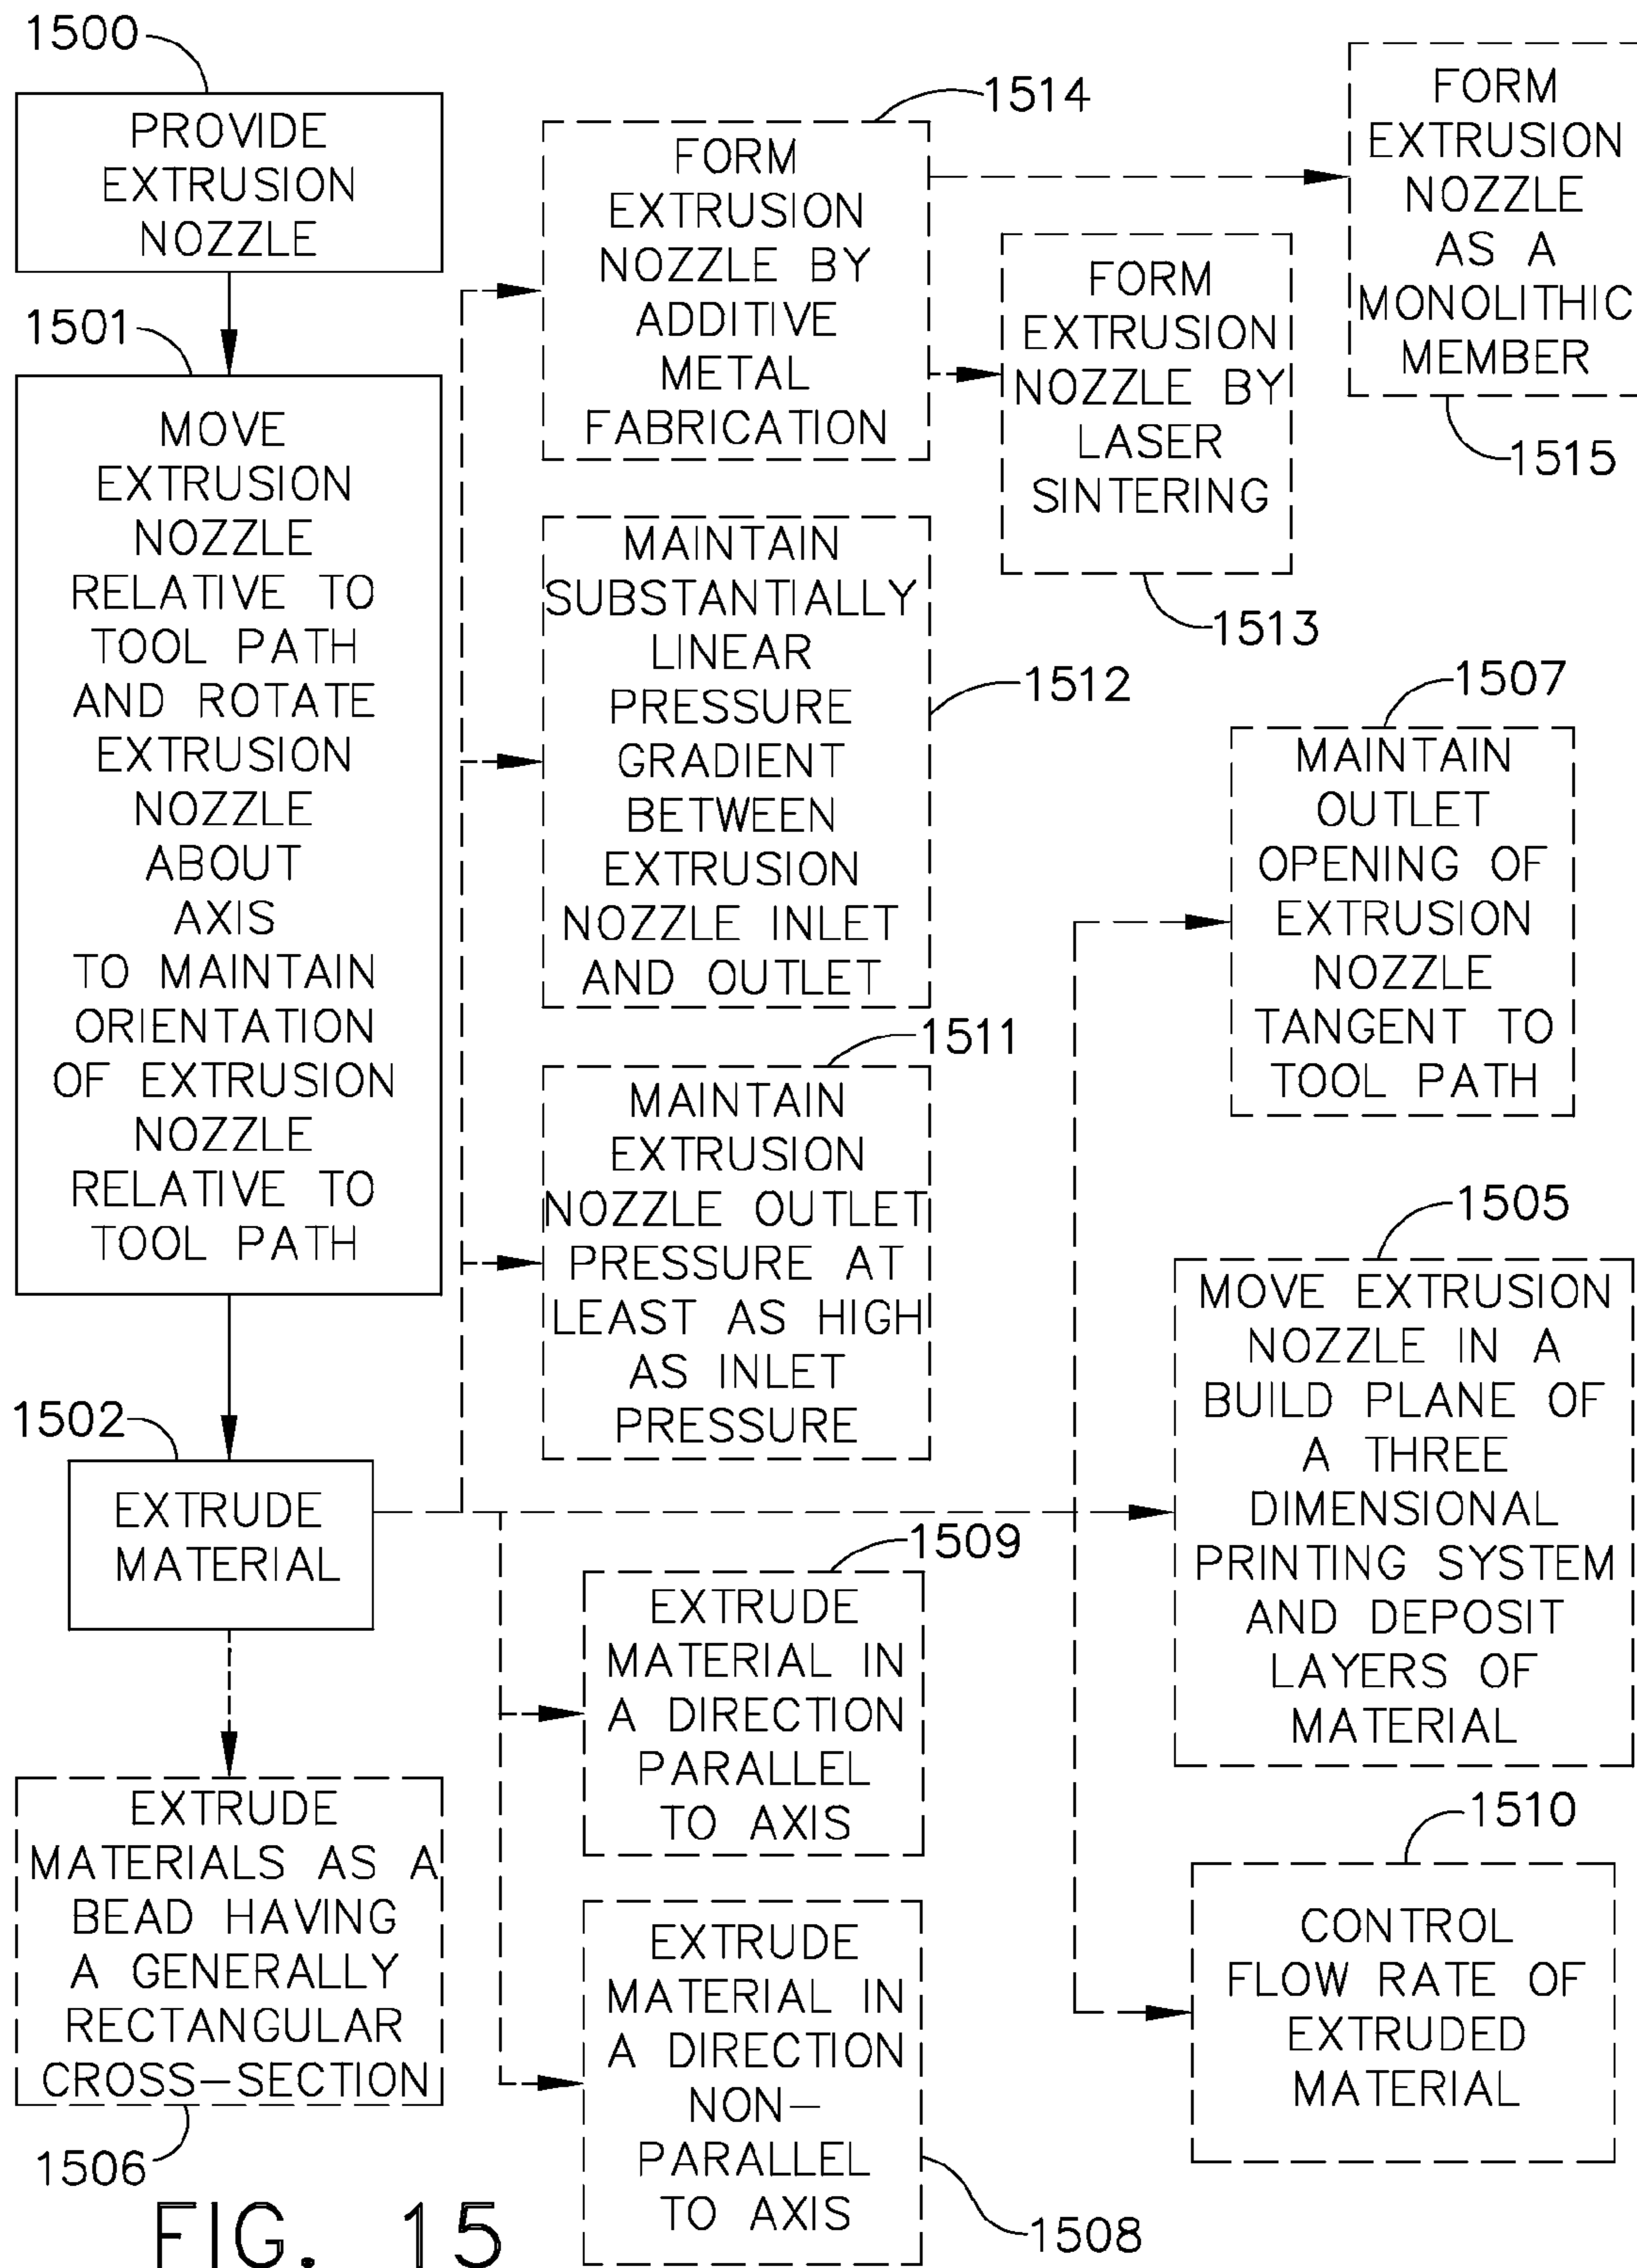 1500
PROVIDE
EXTRUSION
NOZZLE
1501
MOVE
EXTRUSION
NOZZLE
RELATIVE TO
TOOL PATH
AND ROTATE
EXTRUSION
NOZZLE
ABOUT
AXIS
TO MAINTAIN
ORIENTATION
OF EXTRUSION
NOZZLE
RELATIVE TO
TOOL PATH
1502
EXTRUDE
MATERIAL
EXTRUDE
MATERIALS AS A
BEAD HAVING
A GENERALLY
RECTANGULAR
CROSS-SECTION
1506
1514
FORM
EXTRUSION
NOZZLE BY
ADDITIVE
METAL
FABRICATION
FORM
EXTRUSION
NOZZLE BY
LASER
SINTERING
1513
FORM
EXTRUSION
NOZZLE
AS A
MONOLITHIC
MEMBER
1515
MAINTAIN
SUBSTANTIALLY
LINEAR
PRESSURE
GRADIENT
BETWEEN
EXTRUSION
NOZZLE INLET
AND OUTLET
1512
1511
MAINTAIN
EXTRUSION
NOZZLE OUTLET
PRESSURE AT
LEAST AS HIGH
AS INLET
PRESSURE
1509
EXTRUDE
MATERIAL IN
A DIRECTION
PARALLEL
TO AXIS
EXTRUDE
MATERIAL IN
A DIRECTION
NON-
PARALLEL
TO AXIS
1508
1507
MAINTAIN
OUTLET
OPENING OF
EXTRUSION
NOZZLE
TANGENT TO
TOOL PATH
1505
MOVE EXTRUSION
NOZZLE IN A
BUILD PLANE OF
A THREE
DIMENSIONAL
PRINTING SYSTEM
AND DEPOSIT
LAYERS OF
MATERIAL
1510
CONTROL
FLOW RATE OF
EXTRUDED
MATERIAL
FIG. 15